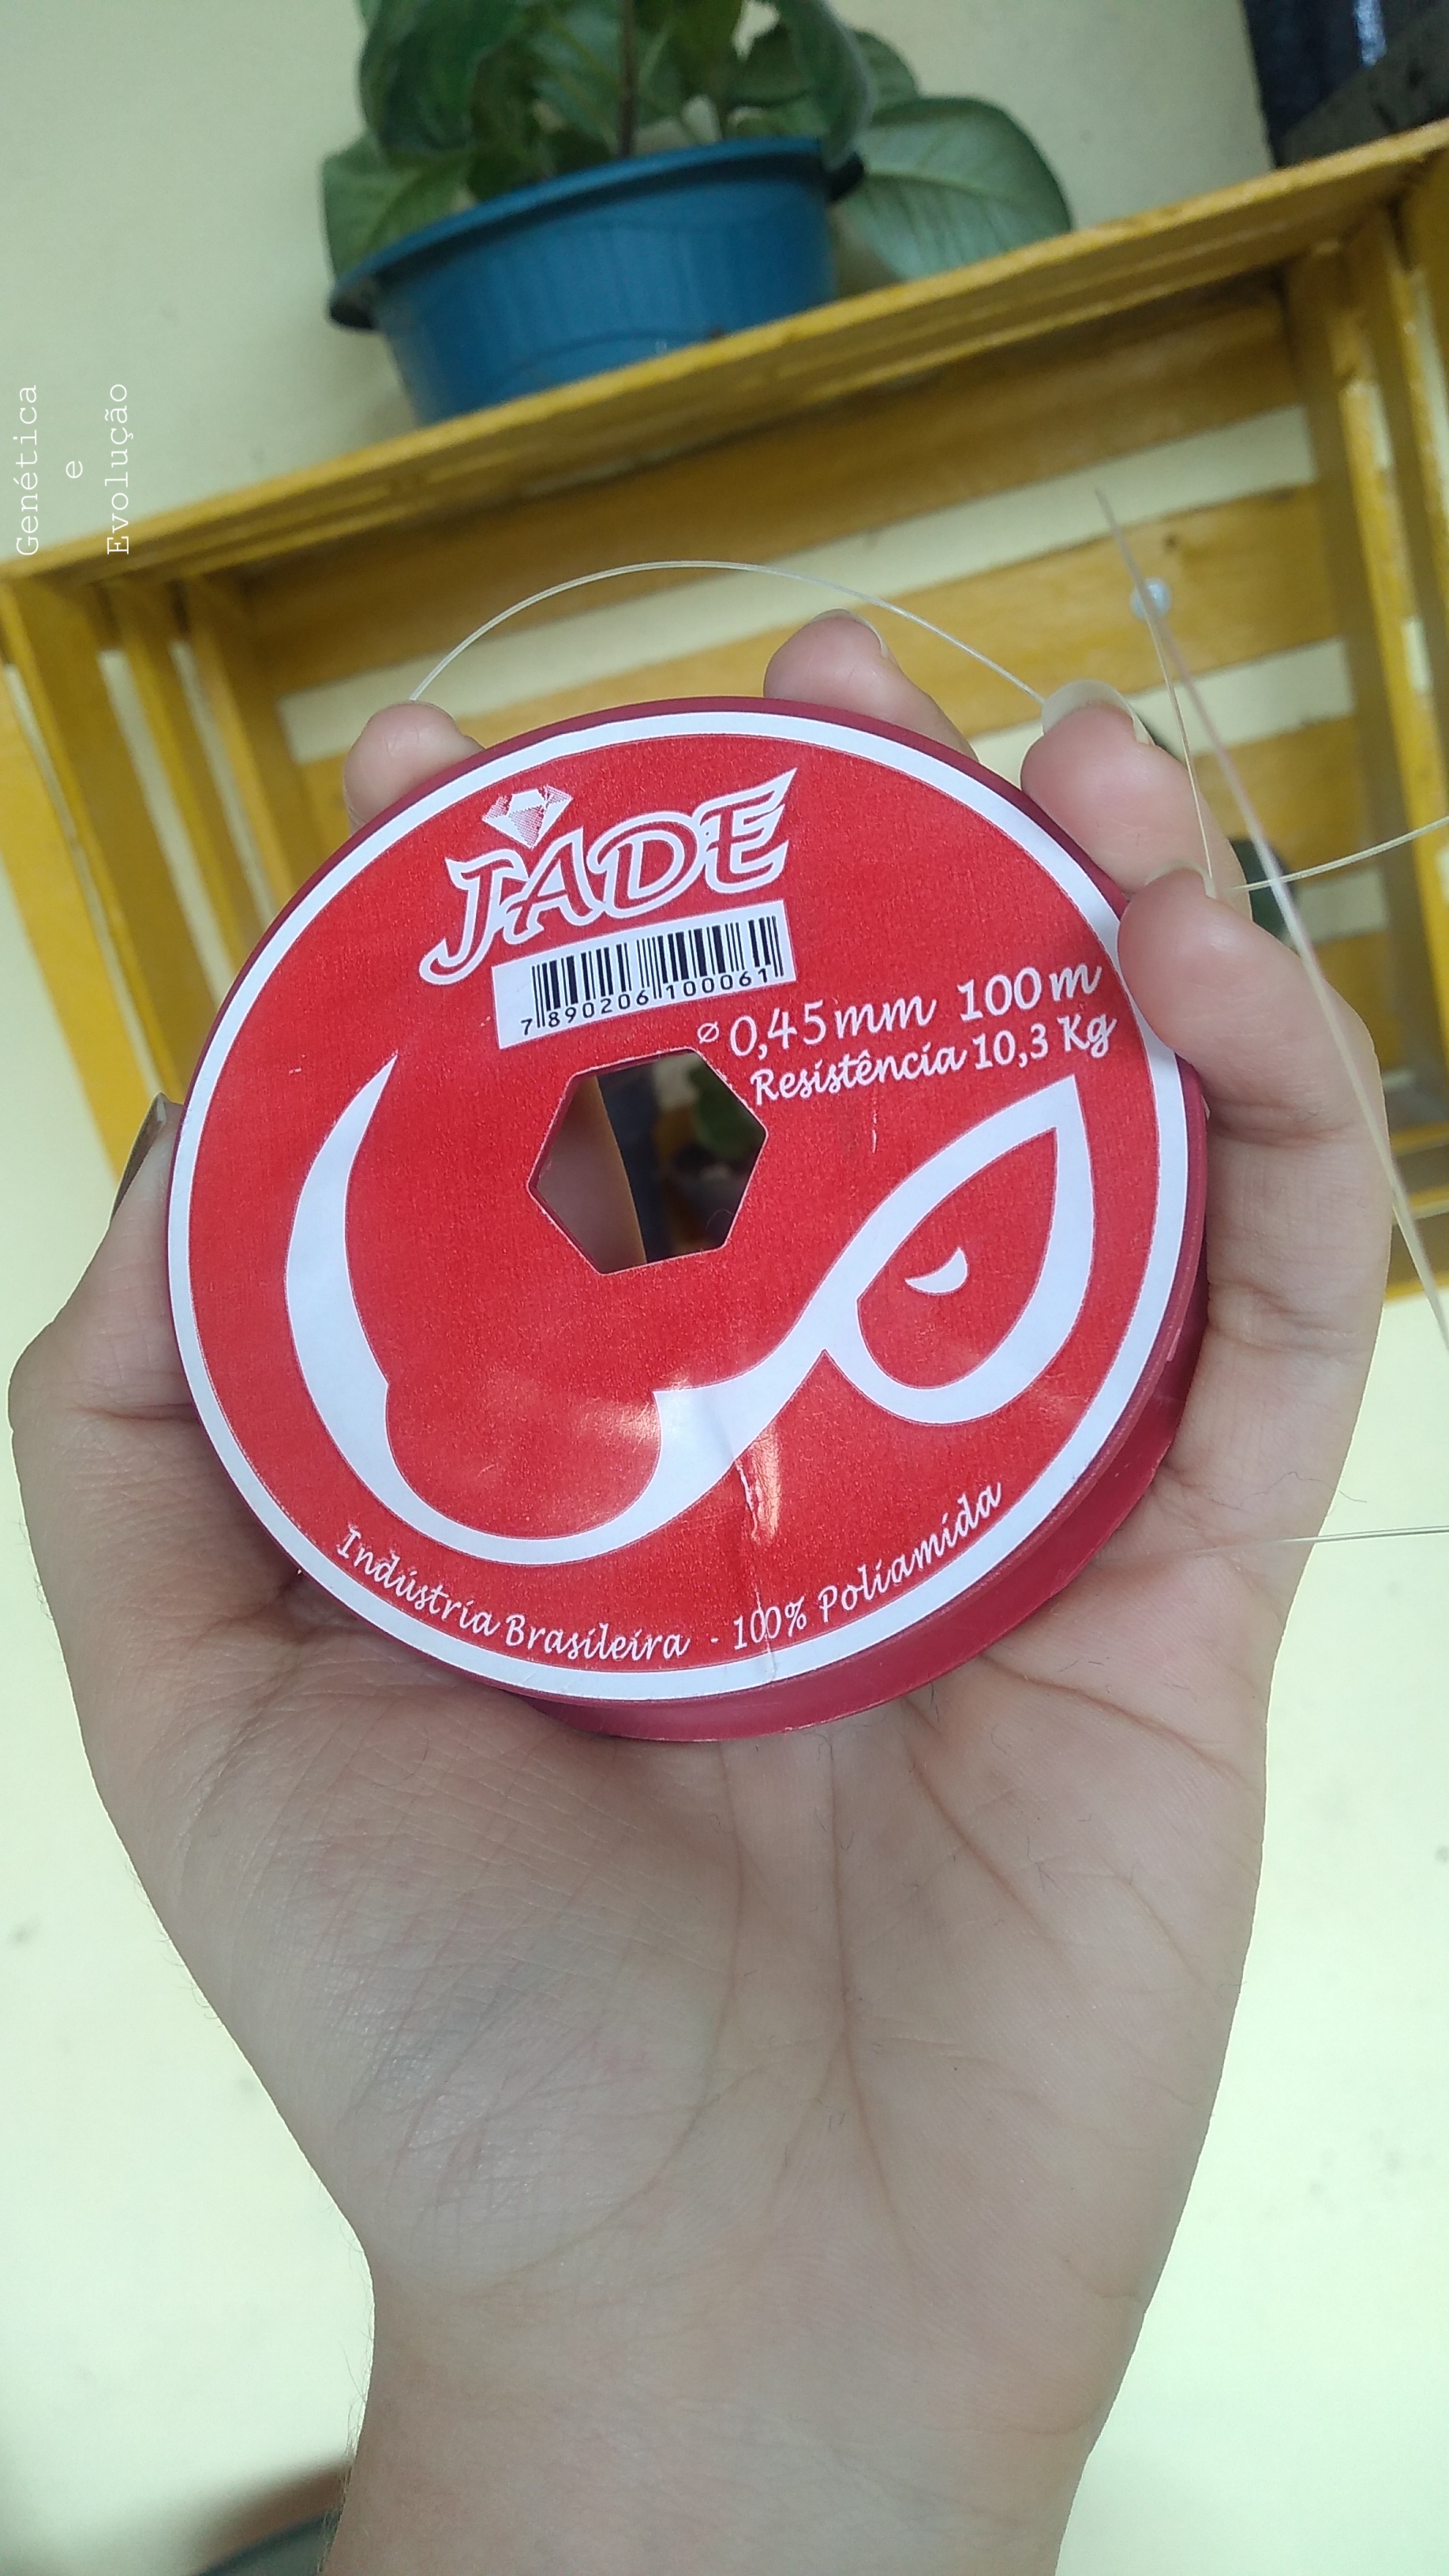 Genética
e
Evolução
JADE
7 890206 100061
⌀ 0,45mm 100m
Resistência 10,3 Kg
Indústria Brasileira - 100% Poliamida